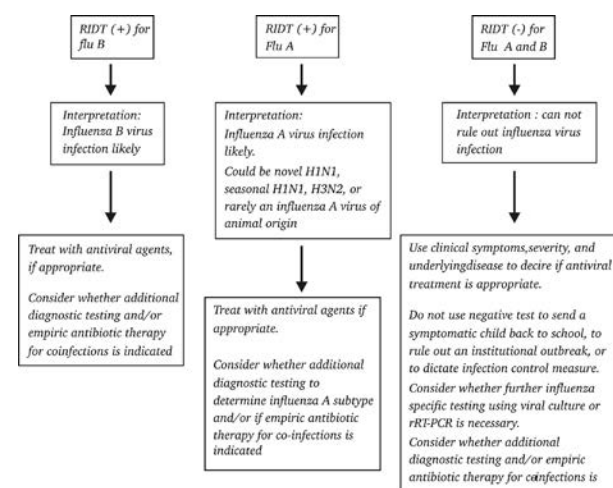 RIDT (+) for
flu B
Interpretation:
Influenza B virus
infection likely
Treat with antiviral agents,
if appropriate.
Consider whether additional
diagnostic testing and/or
empiric antibiotic therapy
for coinfections is indicated
RIDT (+) for
Flu A
Interpretation:
Influenza A virus infection
likely.
Could be novel H1N1,
seasonal H1N1, H3N2, or
rarely an influenza A virus of
animal origin
Treat with antiviral agents if
appropriate.
Consider whether additional
diagnostic testing to
determine influenza A subtype
and/or if empiric antibiotic
therapy for co-infections is
indicated
RIDT (-) for
Flu A and B
Interpretation : can not
rule out influenza virus
infection
Use clinical symptoms,severity, and
underlyingdisease to decire if antiviral
treatment is appropriate.
Do not use negative test to send a
symptomatic child back to school, to
rule out an institutional outbreak, or
to dictate infection control measure.
Consider whether further influenza
specific testing using viral culture or
rRT-PCR is necessary.
Consider whether additional
diagnostic testing and/or empiric
antibiotic therapy for coinfections is